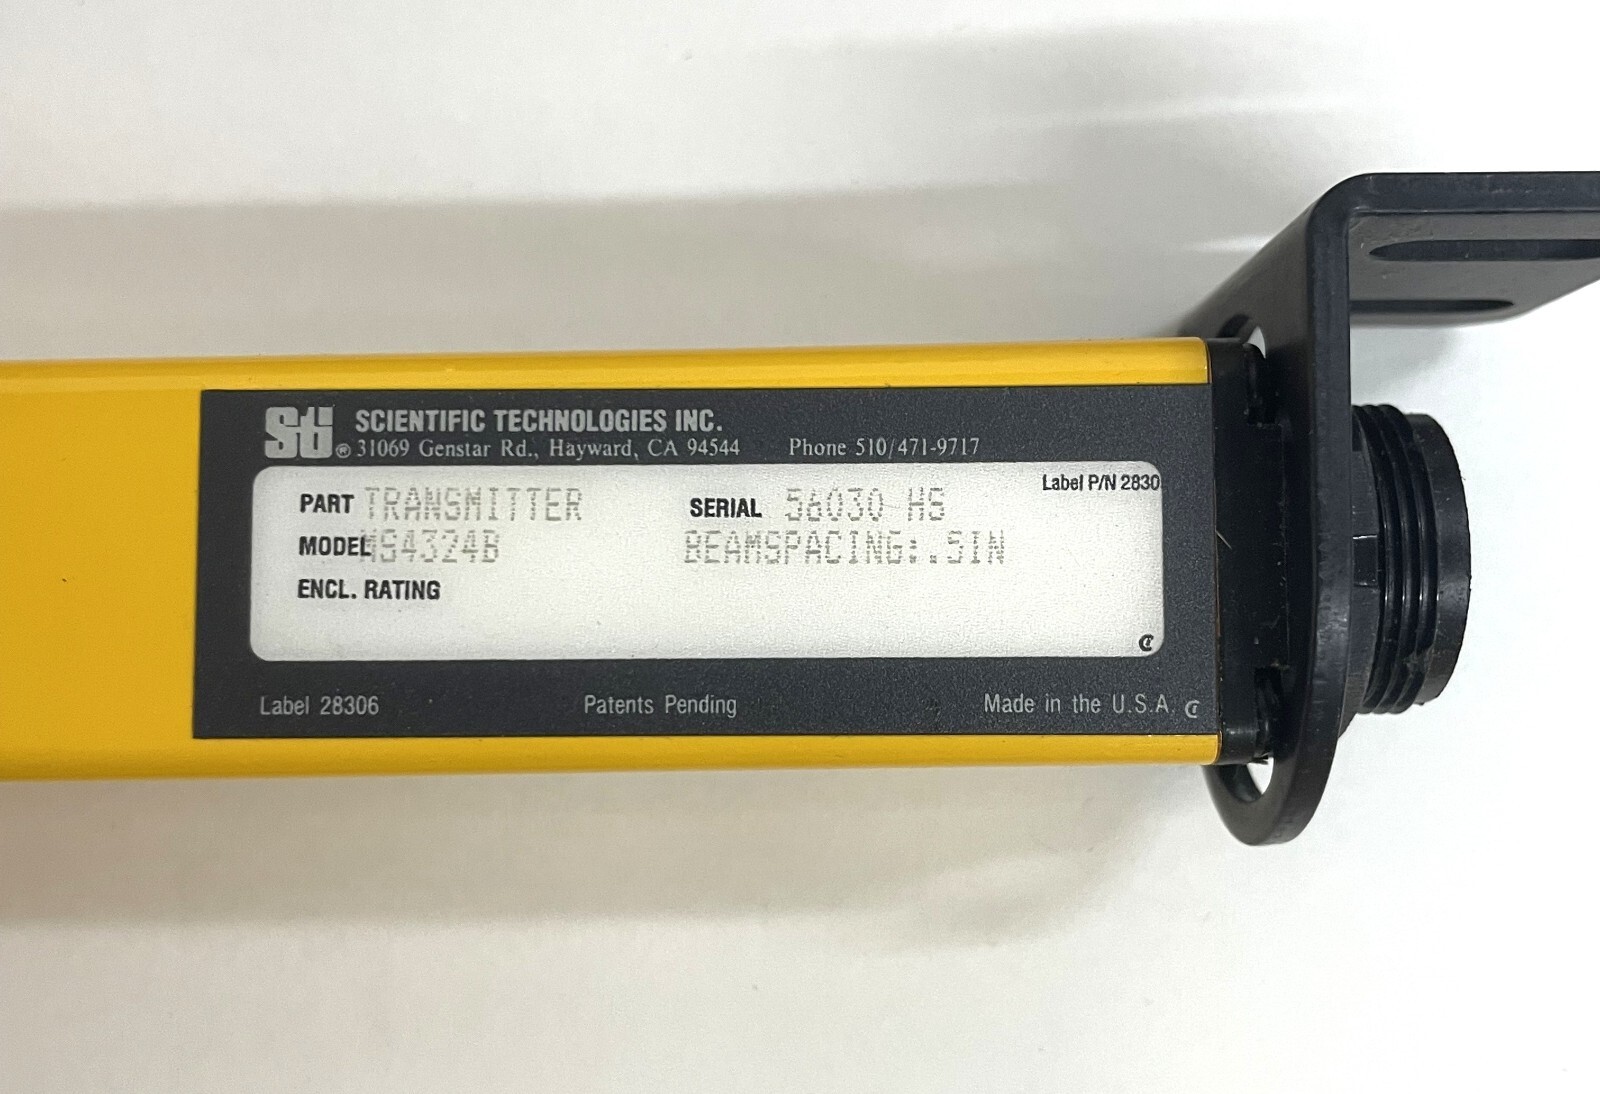 Sti SCIENTIFIC TECHNOLOGIES INC.
® 31069 Genstar Rd., Hayward, CA 94544 Phone 510/471-9717
Label P/N 2830
PART TRANSMITTER SERIAL 56030 HS
MODEL MS4324B BEAMSPACING:.5IN
ENCL. RATING
Label 28306 Patents Pending Made in the U.S.A.